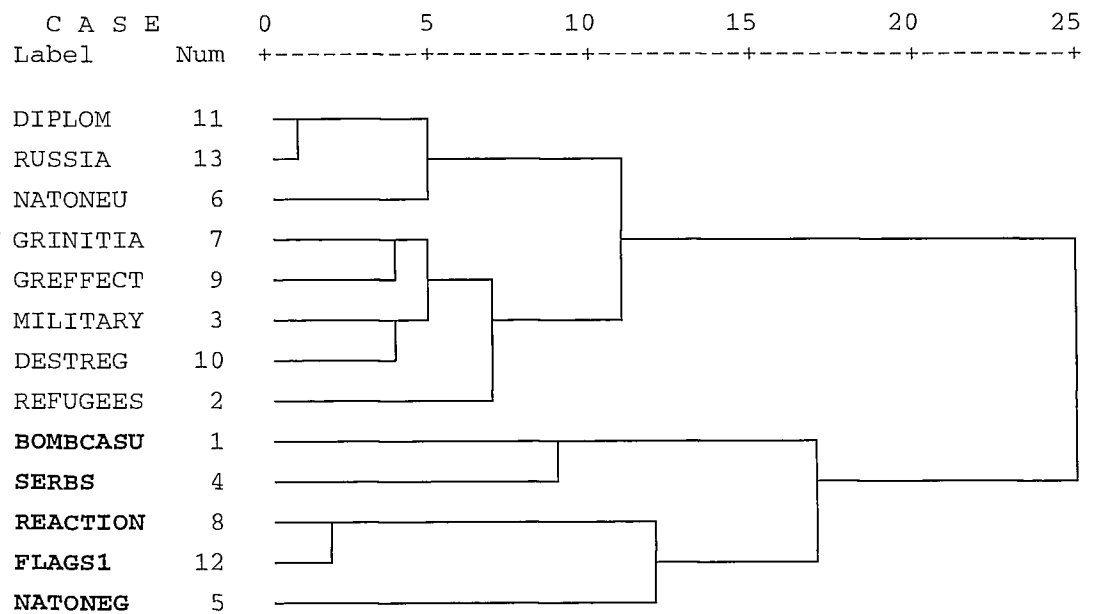 C A S E 0 5 10 15 20 25
Label Num +---------+---------+---------+---------+---------+
DIPLOM 11
RUSSIA 13
NATONEU 6
GRINITIA 7
GREFFECT 9
MILITARY 3
DESTREG 10
REFUGEES 2
BOMBCASU 1
SERBS 4
REACTION 8
FLAGS1 12
NATONEG 5